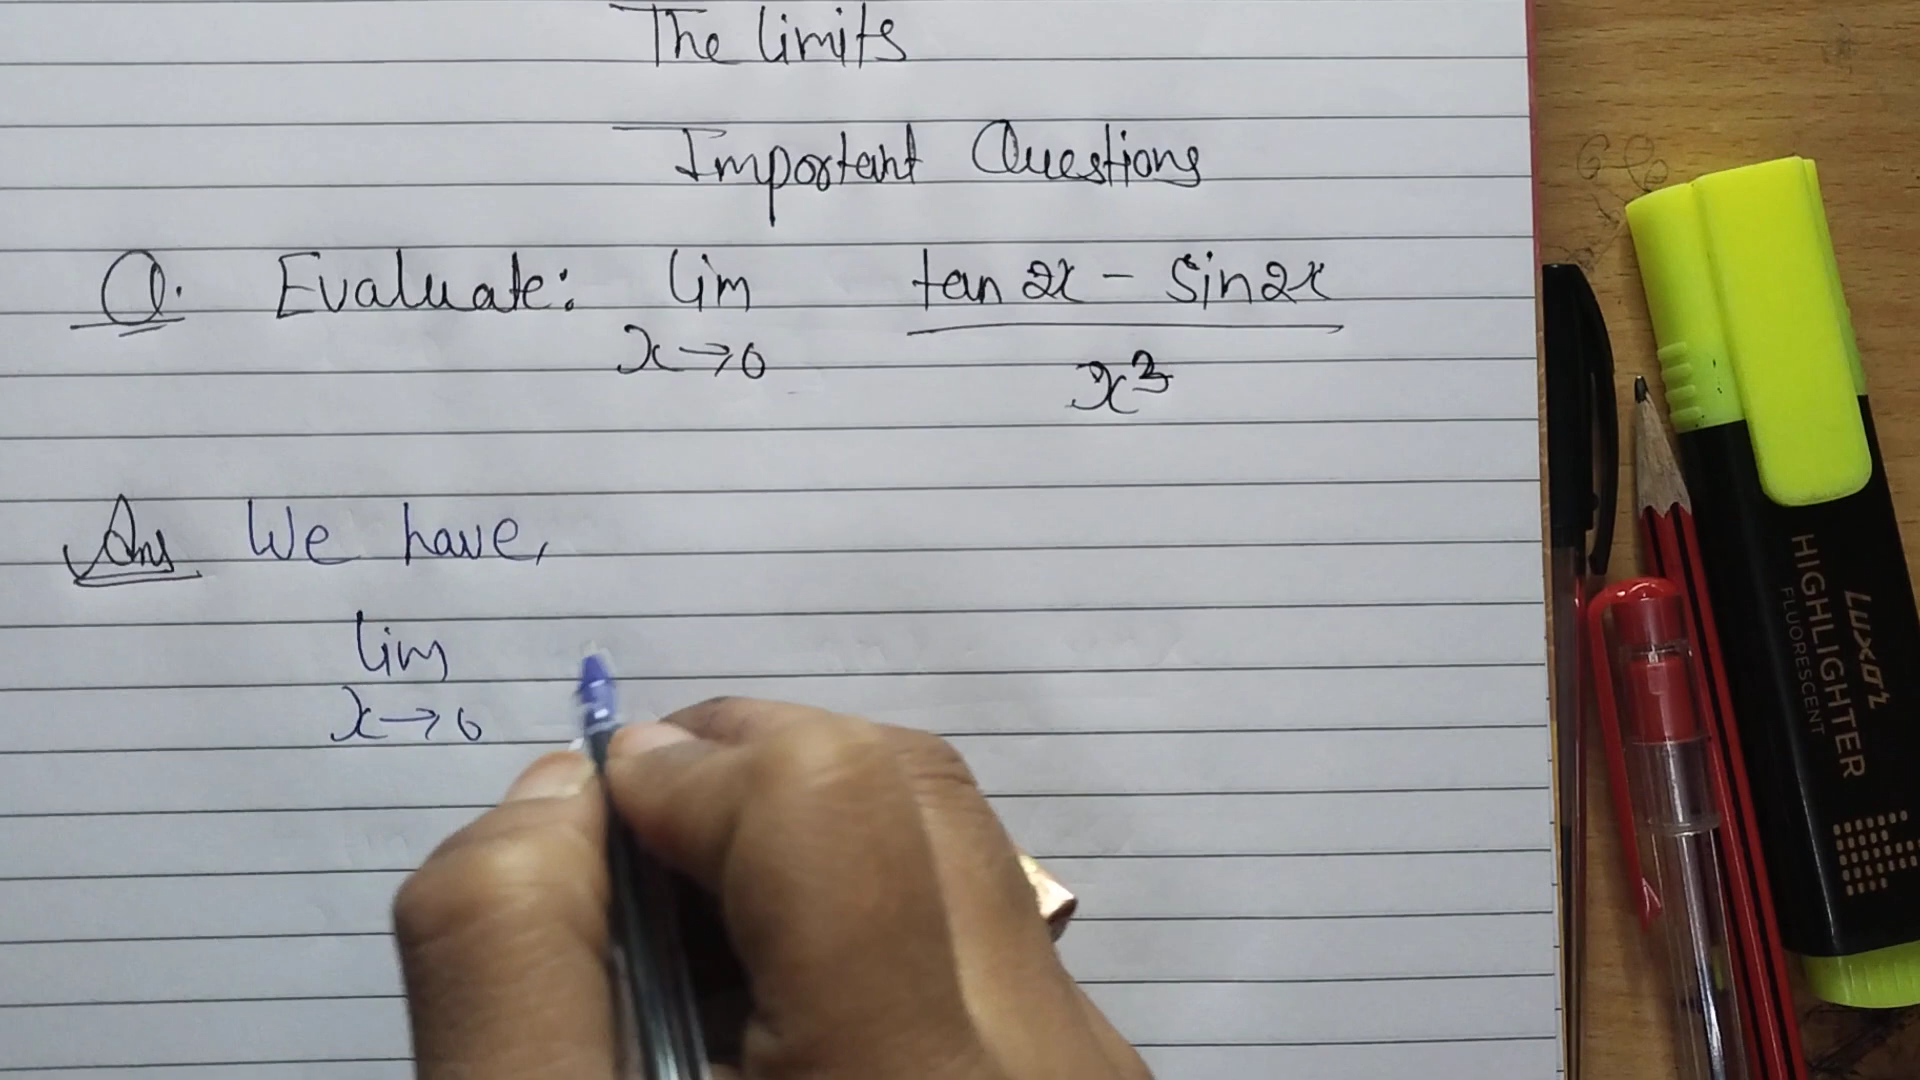 The limits
Important Questions
Q. Evaluate: lim tan 2x - sin 2x
x→0 x³
Ans We have,
lim
x→0
Luxor
HIGHLIGHTER
FLUORESCENT